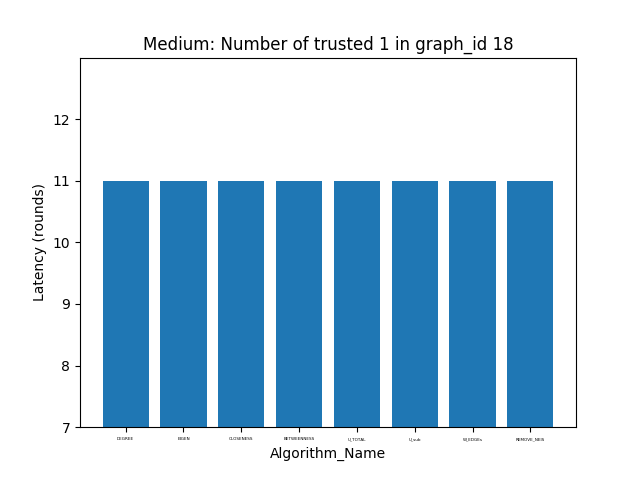 Medium: Number of trusted 1 in graph_id 18
Latency (rounds)
12
11
10
9
8
7
DEGREE EIGEN CLOSENESS BETWEENNESS U_TOTAL U_sub W_EDGEs REMOVE_NEIS
Algorithm_Name